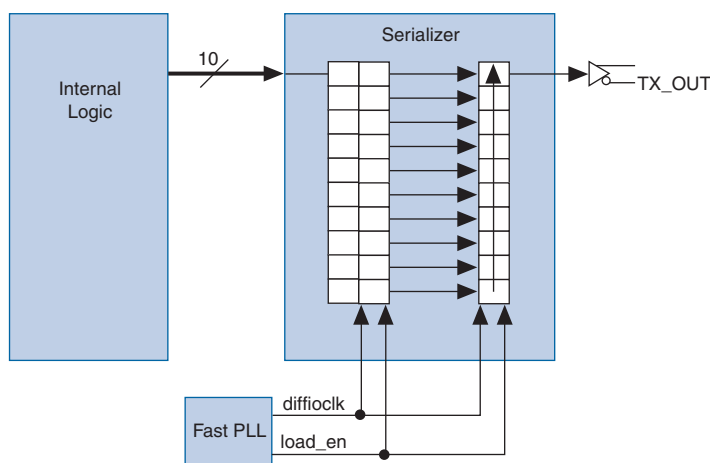 Serializer
10
Internal
Logic
TX_OUT
diffioclk
Fast PLL
load_en